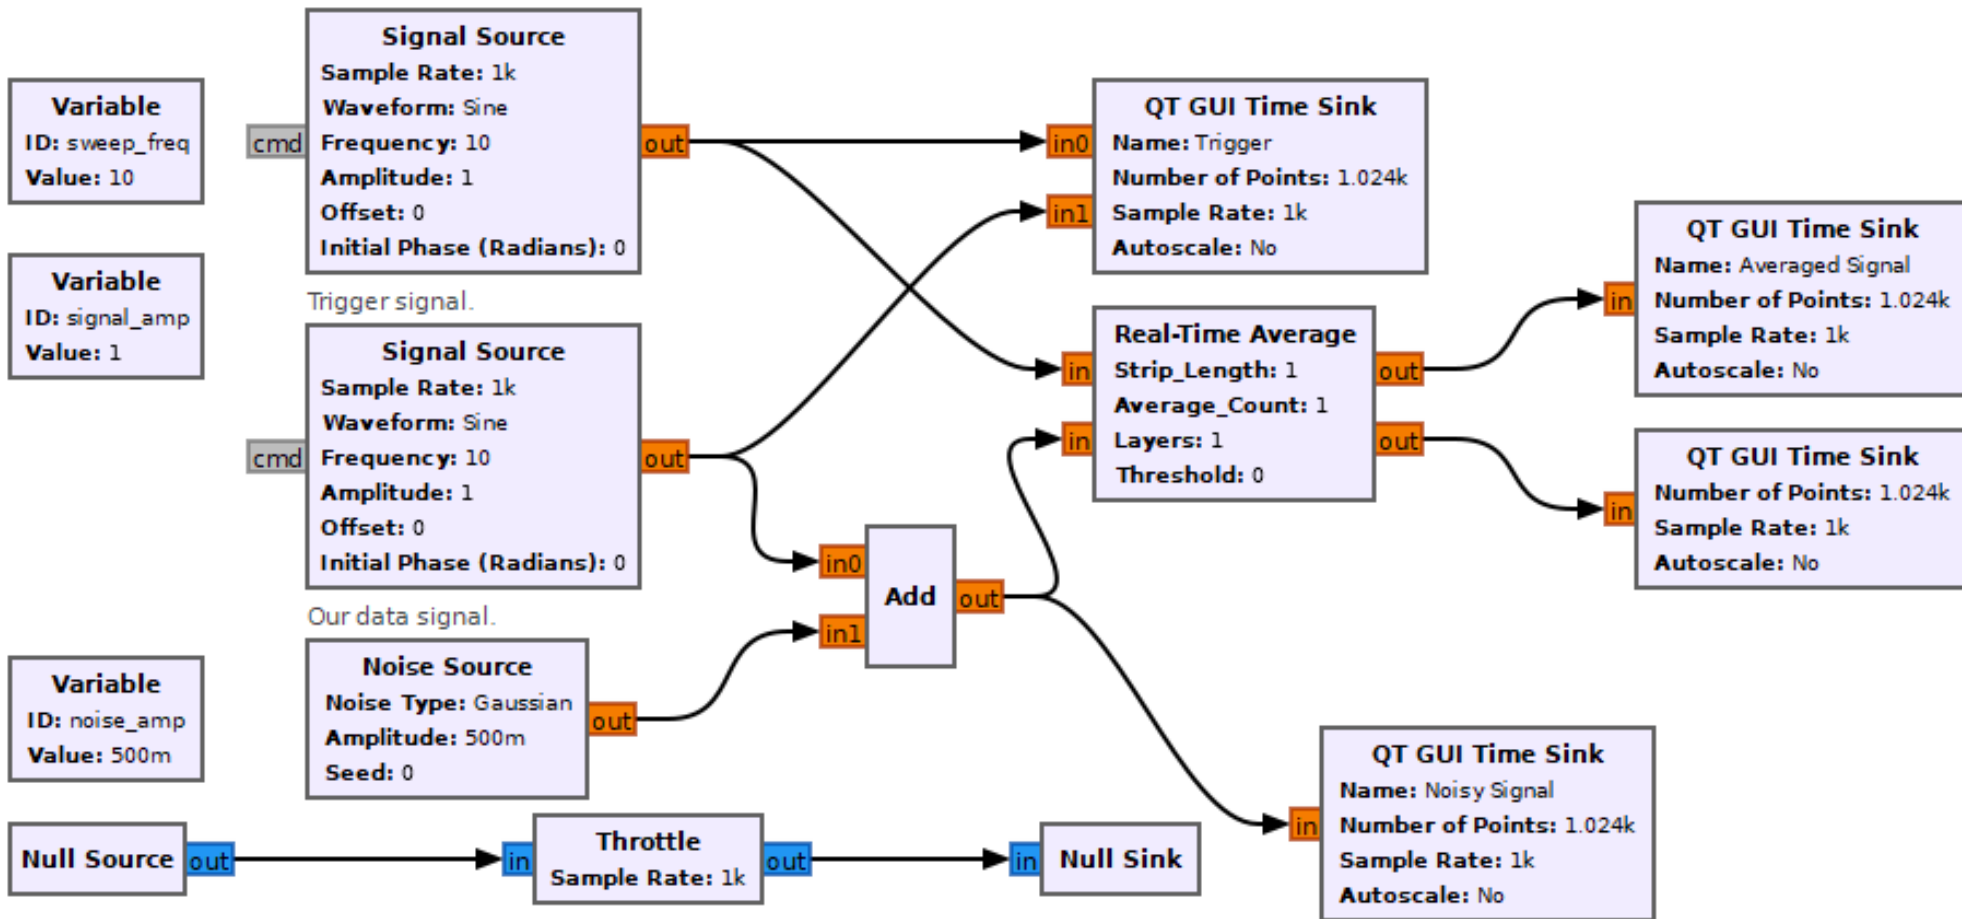 Variable
ID: sweep_freq
Value: 10
Variable
ID: signal_amp
Value: 1
Signal Source
Sample Rate: 1k
Waveform: Sine
Frequency: 10
Amplitude: 1
Offset: 0
Initial Phase (Radians): 0
cmd
out
Trigger signal.
Signal Source
Sample Rate: 1k
Waveform: Sine
Frequency: 10
Amplitude: 1
Offset: 0
Initial Phase (Radians): 0
cmd
out
Our data signal.
Variable
ID: noise_amp
Value: 500m
Noise Source
Noise Type: Gaussian
Amplitude: 500m
Seed: 0
out
in0
in1
Add
out
in0
in1
QT GUI Time Sink
Name: Trigger
Number of Points: 1.024k
Sample Rate: 1k
Autoscale: No
in
in
Real-Time Average
Strip_Length: 1
Average_Count: 1
Layers: 1
Threshold: 0
out
out
in
QT GUI Time Sink
Name: Averaged Signal
Number of Points: 1.024k
Sample Rate: 1k
Autoscale: No
in
QT GUI Time Sink
Number of Points: 1.024k
Sample Rate: 1k
Autoscale: No
in
QT GUI Time Sink
Name: Noisy Signal
Number of Points: 1.024k
Sample Rate: 1k
Autoscale: No
Null Source
out
in
Throttle
Sample Rate: 1k
out
in
Null Sink